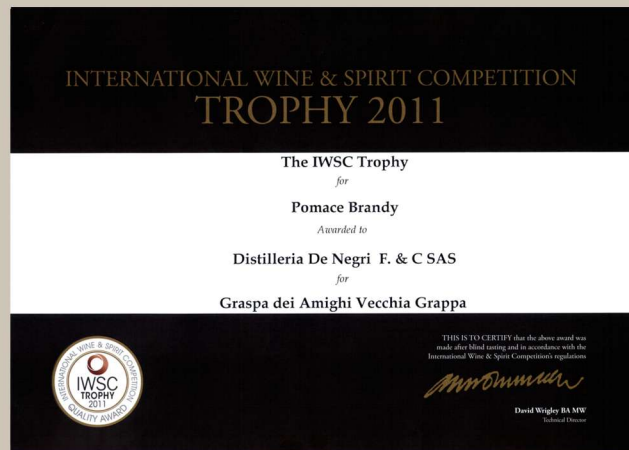 INTERNATIONAL WINE & SPIRIT COMPETITION
TROPHY 2011
The IWSC Trophy
for
Pomace Brandy
Awarded to
Distilleria De Negri F. & C SAS
for
Graspa dei Amighi Vecchia Grappa
INTERNATIONAL WINE & SPIRIT COMPETITION
IWSC
TROPHY
2011
QUALITY AWARD
THIS IS TO CERTIFY that the above award was
made after blind tasting and in accordance with the
International Wine & Spirit Competition's regulations
David Wrigley BA MW
Technical Director